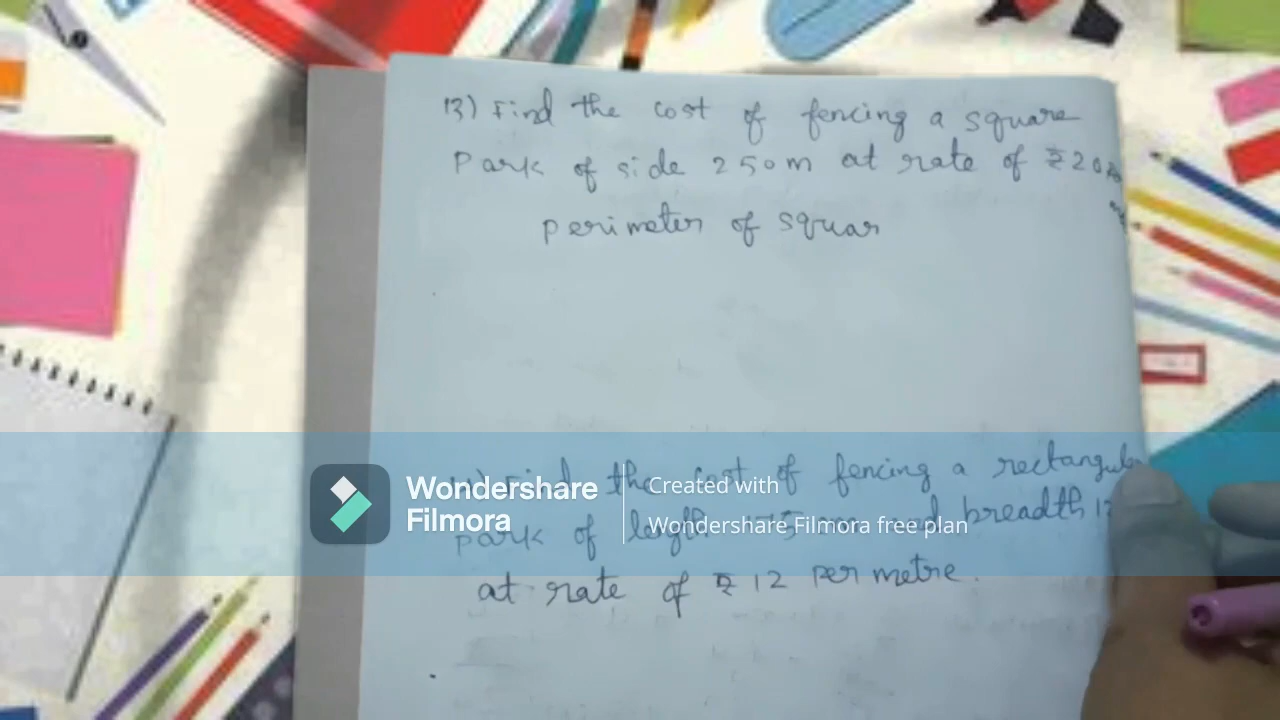 13) Find the cost of fencing a square
Park of side 250m at rate of ₹20
perimeter of squar
Find the cost of fencing a rectangular
park of breadth
at rate of ₹ 12 per metre.
Wondershare
Filmora
Created with
Wondershare Filmora free plan